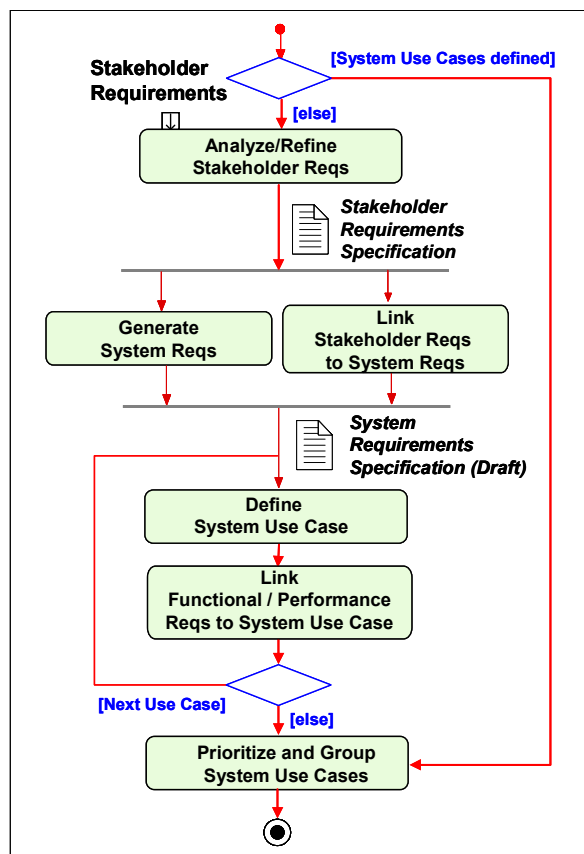 [System Use Cases defined]
Stakeholder
Requirements
[else]
Analyze/Refine
Stakeholder Reqs
Stakeholder
Requirements
Specification
Generate
System Reqs
Link
Stakeholder Reqs
to System Reqs
System
Requirements
Specification (Draft)
Define
System Use Case
Link
Functional / Performance
Reqs to System Use Case
[Next Use Case]
[else]
Prioritize and Group
System Use Cases